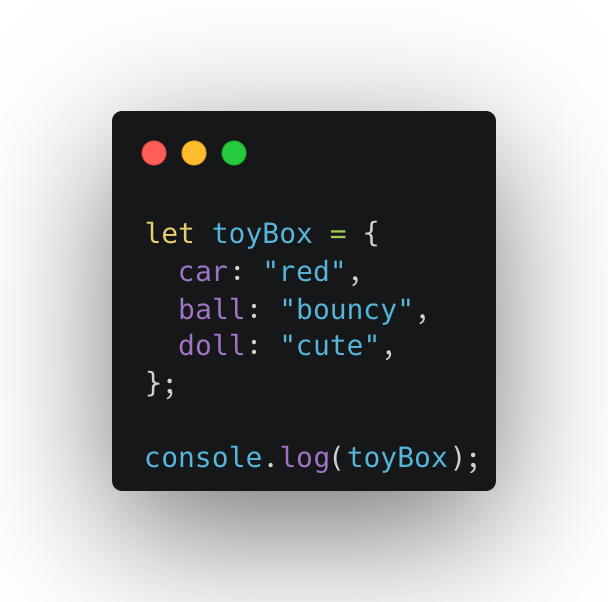 let toyBox = {
  car: "red",
  ball: "bouncy",
  doll: "cute",
};

console.log(toyBox);